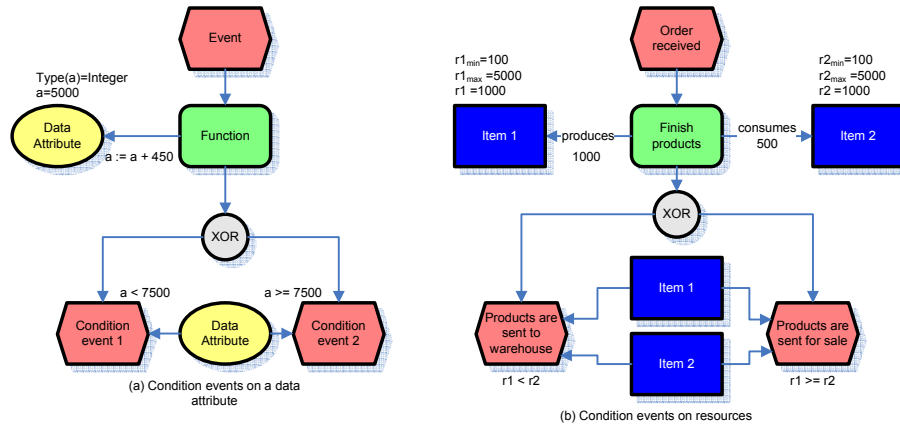 Event
Type(a)=Integer
a=5000
Data
Attribute
Function
a := a + 450
XOR
a < 7500
a >= 7500
Condition
event 1
Data
Attribute
Condition
event 2
(a) Condition events on a data
attribute
Order
received
r1min=100
r1max =5000
r1 =1000
r2min=100
r2max =5000
r2 =1000
Item 1
produces
1000
Finish
products
consumes
500
Item 2
XOR
Item 1
Products are
sent to
warehouse
Products are
sent for sale
Item 2
r1 < r2
r1 >= r2
(b) Condition events on resources